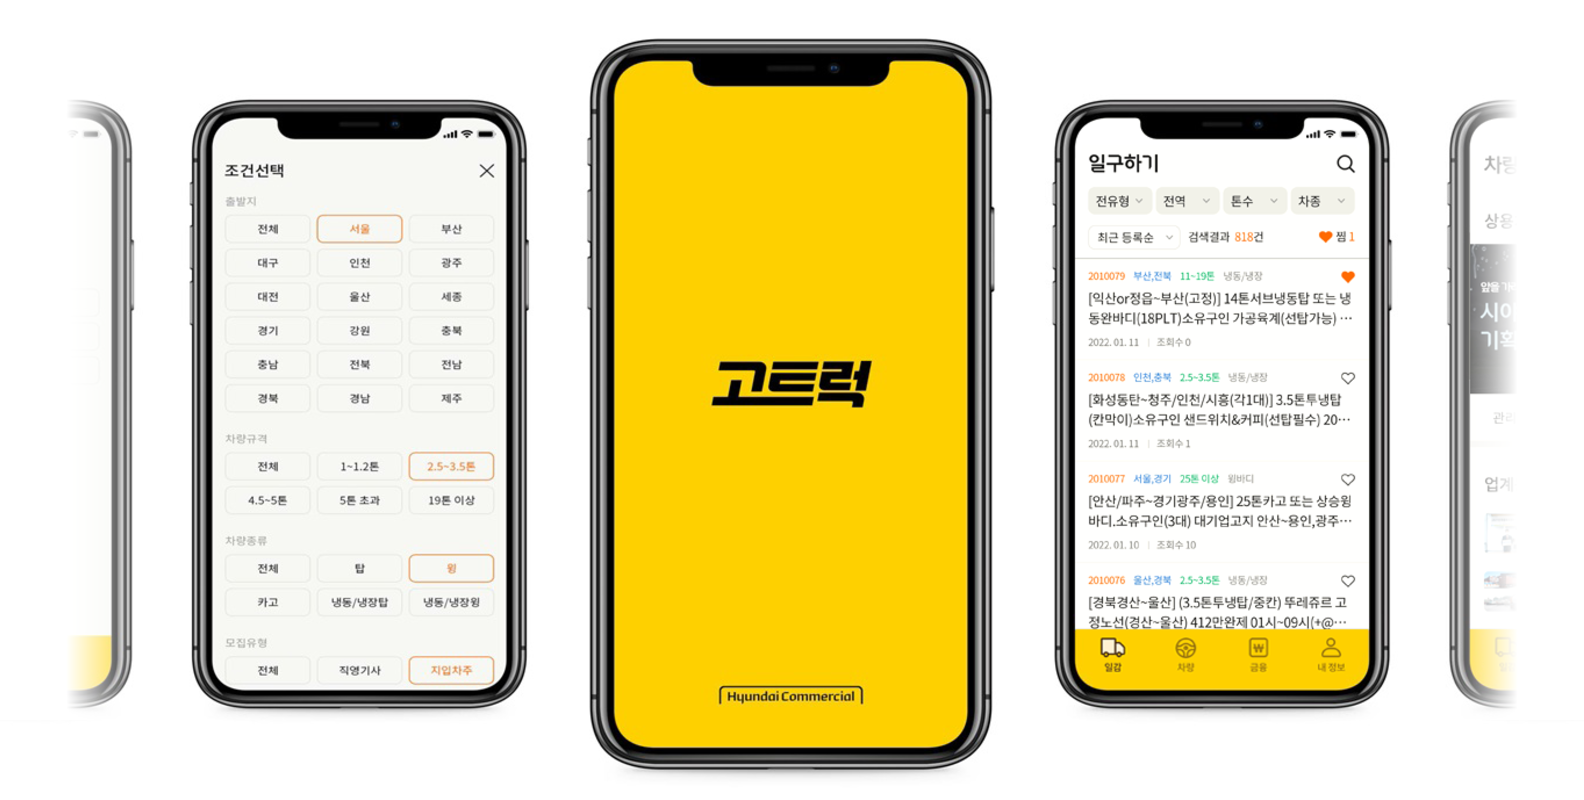 조건선택
출발지
전체 서울 부산
대구 인천 광주
대전 울산 세종
경기 강원 충북
충남 전북 전남
경북 경남 제주
차량규격
전체 1~1.2톤 2.5~3.5톤
4.5~5톤 5톤 초과 19톤 이상
차량종류
전체 탑 윙
카고 냉동/냉장탑 냉동/냉장윙
모집유형
전체 직영기사 지입차주
고트럭
Hyundai Commercial
일구하기
전유형 전역 톤수 차종
최근 등록순 검색결과 818건 찜 1
2010079 부산,전북 11~19톤 냉동/냉장
[익산or정읍~부산(고정)] 14톤서브냉동탑 또는 냉
동완바디(18PLT)소유구인 가공육계(선탑가능) ···
2022. 01. 11 | 조회수 0
2010078 인천,충북 2.5~3.5톤 냉동/냉장
[화성동탄~청주/인천/시흥(각1대)] 3.5톤투냉탑
(칸막이)소유구인 샌드위치&커피(선탑필수) 20···
2022. 01. 11 | 조회수 1
2010077 서울,경기 25톤 이상 윙바디
[안산/파주~경기광주/용인] 25톤카고 또는 상승윙
바디.소유구인(3대) 대기업고지 안산~용인,광주···
2022. 01. 10 | 조회수 10
2010076 울산,경북 2.5~3.5톤 냉동/냉장
[경북경산~울산] (3.5톤투냉탑/중칸) 뚜레쥬르 고
정노선(경산~울산) 412만완제 01시~09시(+@···
일감 차량 금융 내 정보
차량
상용
앞을
시야
기획
관리
업계